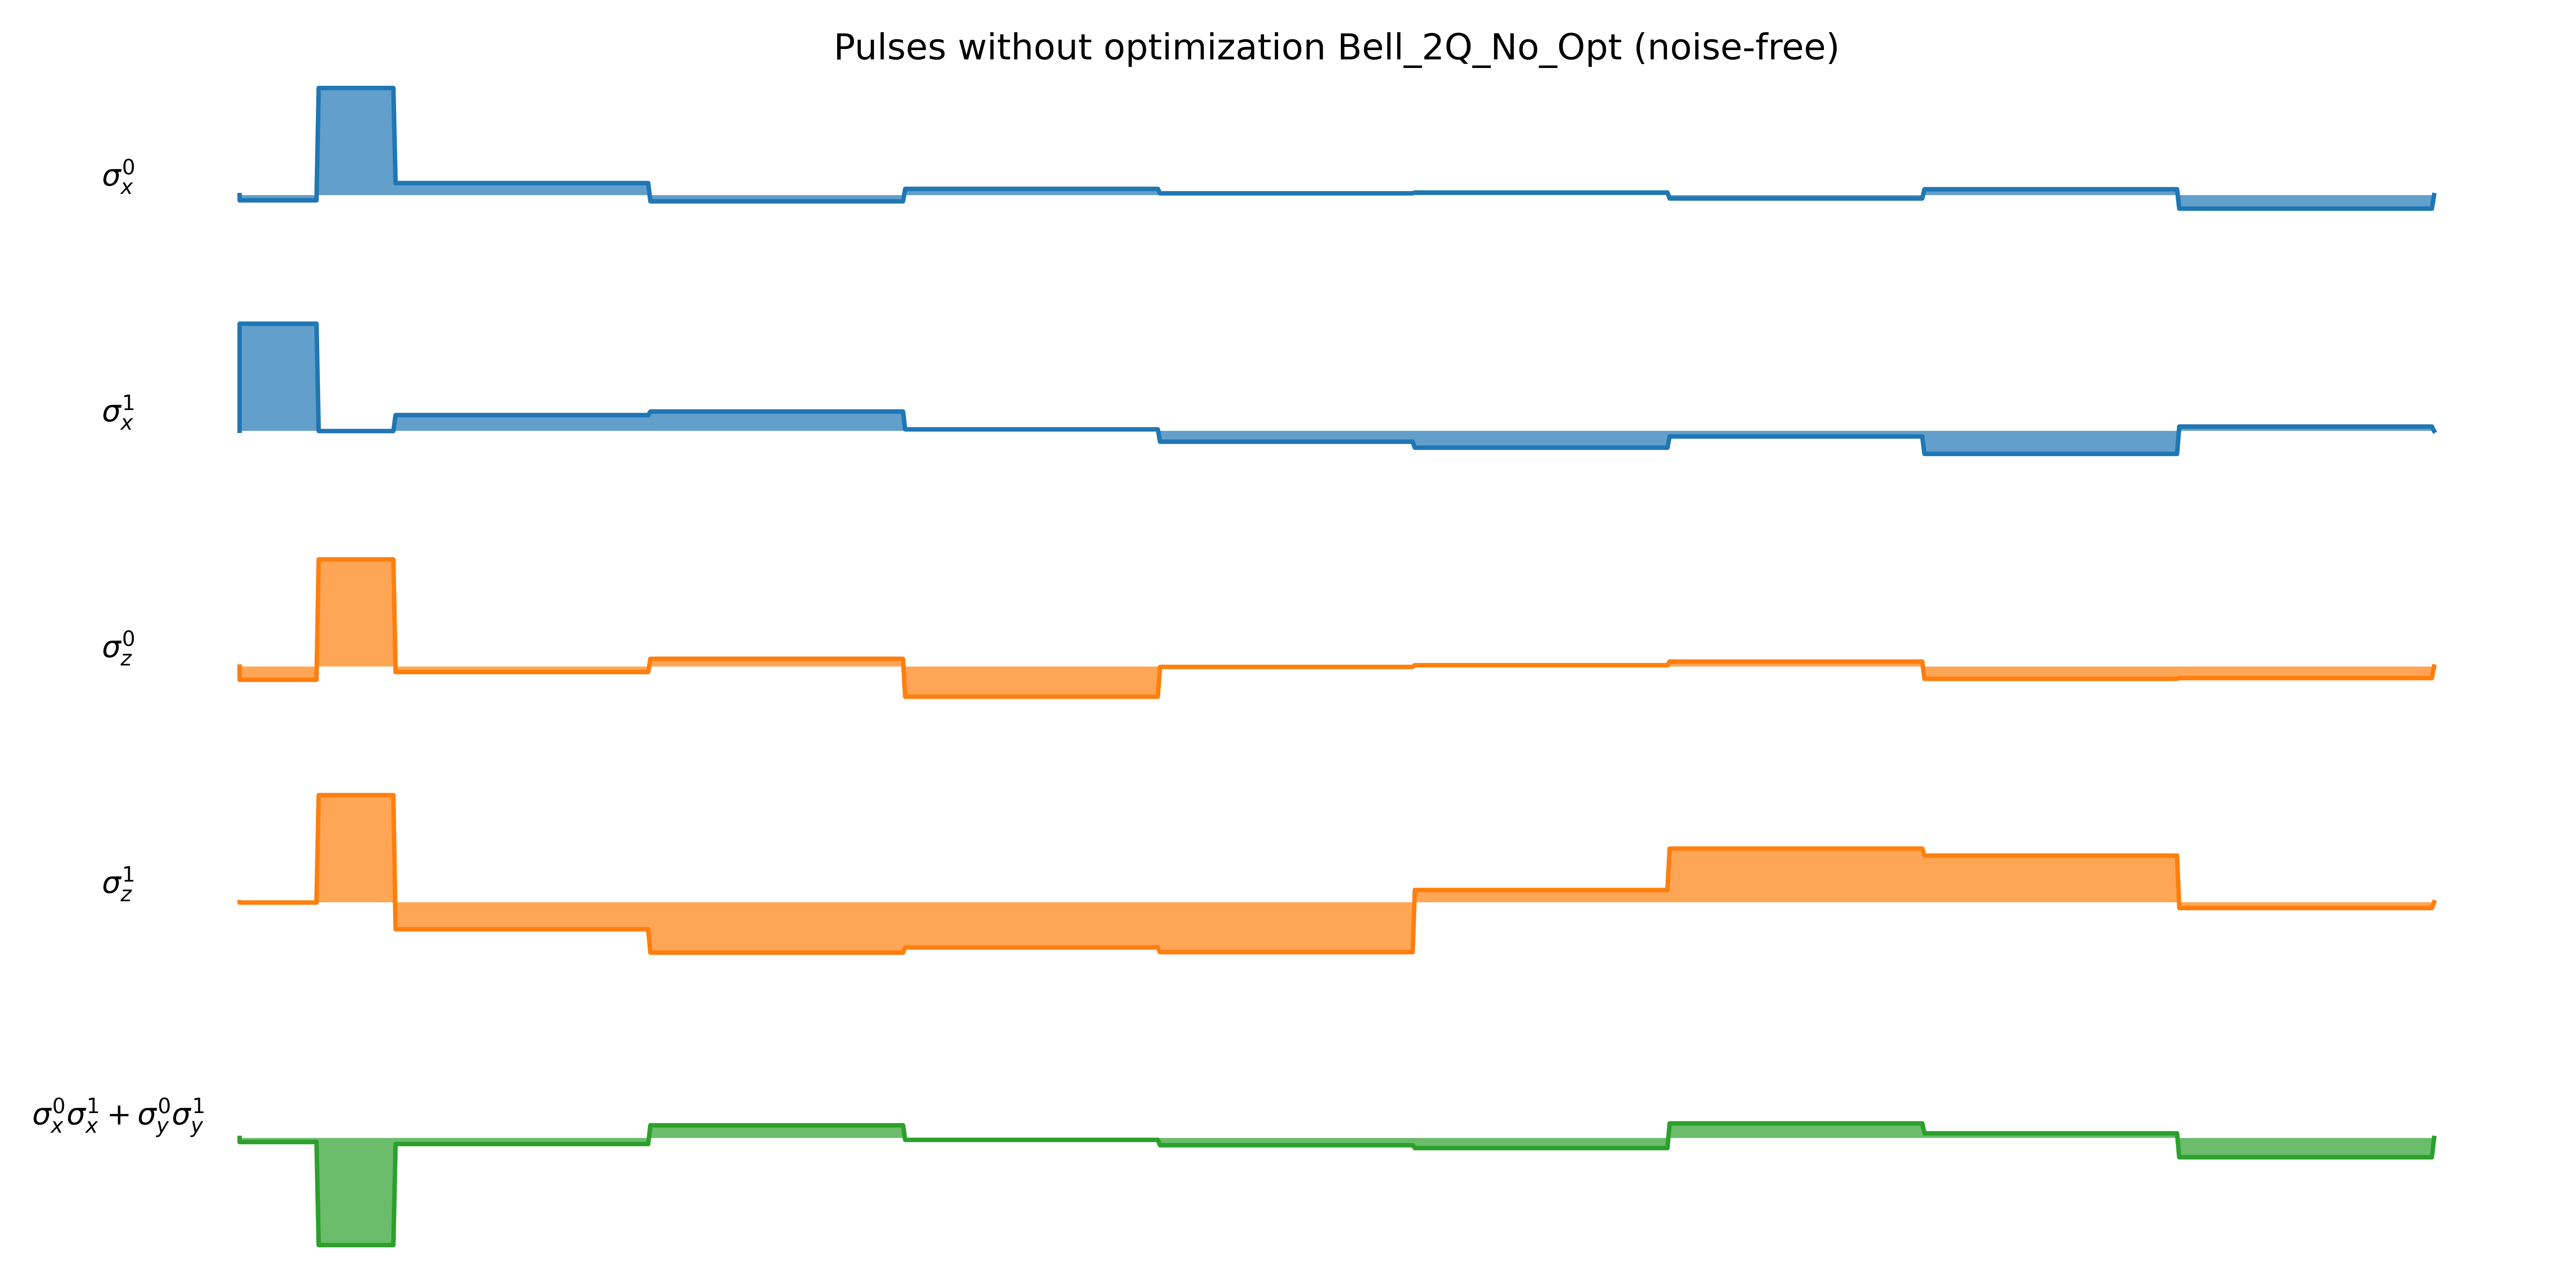 Pulses without optimization Bell_2Q_No_Opt (noise-free)
σ_x^0
σ_x^1
σ_z^0
σ_z^1
σ_x^0σ_x^1 + σ_y^0σ_y^1